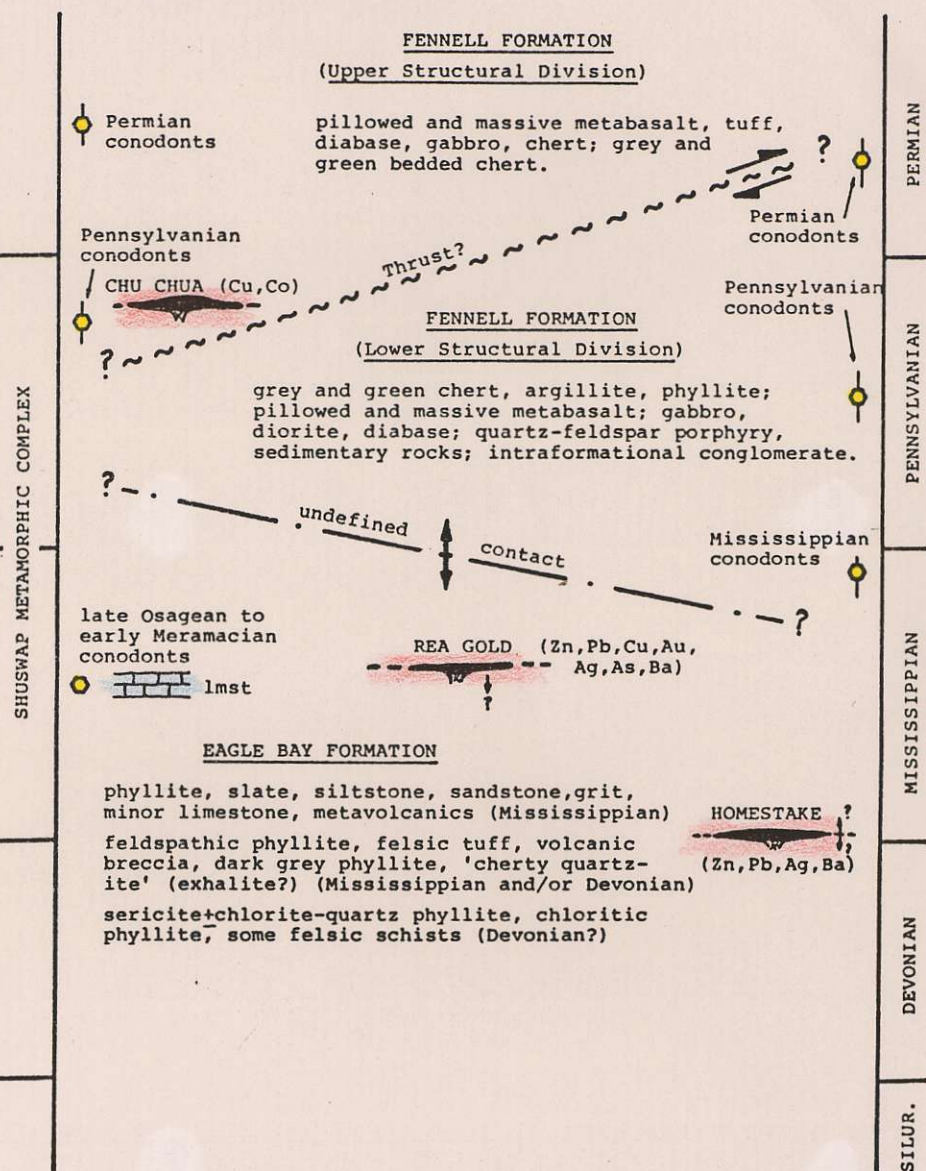 FENNELL FORMATION
(Upper Structural Division)
Permian
conodonts
pillowed and massive metabasalt, tuff,
diabase, gabbro, chert; grey and
green bedded chert.
?
Permian
conodonts
Pennsylvanian
conodonts
CHU CHUA (Cu,Co)
Thrust?
Pennsylvanian
conodonts
?
FENNELL FORMATION
(Lower Structural Division)
grey and green chert, argillite, phyllite;
pillowed and massive metabasalt; gabbro,
diorite, diabase; quartz-feldspar porphyry,
sedimentary rocks; intraformational conglomerate.
?
undefined
contact
?
Mississippian
conodonts
late Osagean to
early Meramacian
conodonts
lmst
REA GOLD (Zn,Pb,Cu,Au,
Ag,As,Ba)
?
EAGLE BAY FORMATION
phyllite, slate, siltstone, sandstone,grit,
minor limestone, metavolcanics (Mississippian)
feldspathic phyllite, felsic tuff, volcanic
breccia, dark grey phyllite, 'cherty quartz-
ite' (exhalite?) (Mississippian and/or Devonian)
sericite±chlorite-quartz phyllite, chloritic
phyllite, some felsic schists (Devonian?)
HOMESTAKE ?
?
(Zn,Pb,Ag,Ba)
SHUSWAP METAMORPHIC COMPLEX
PERMIAN
PENNSYLVANIAN
MISSISSIPPIAN
DEVONIAN
SILUR.